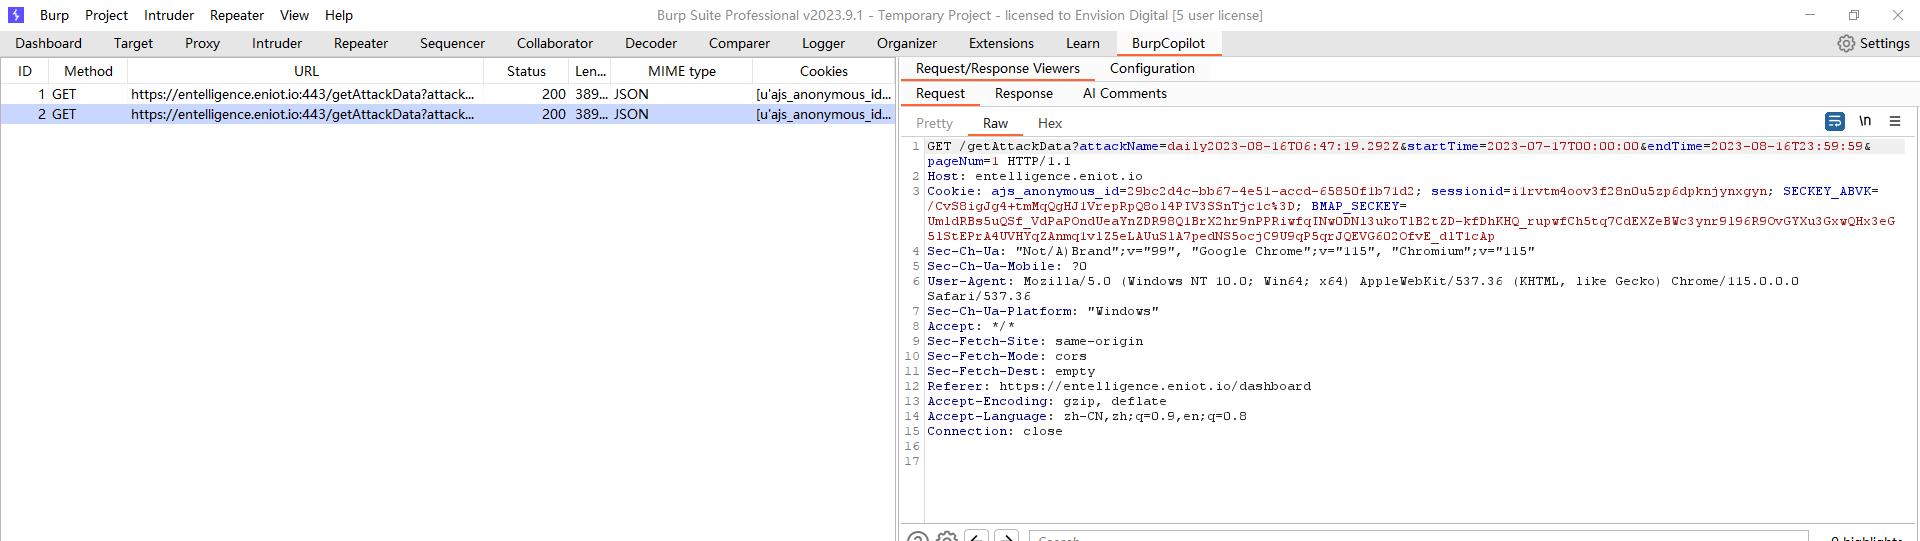 Burp Project Intruder Repeater View Help Burp Suite Professional v2023.9.1 - Temporary Project - licensed to Envision Digital [5 user license]
Dashboard Target Proxy Intruder Repeater Sequencer Collaborator Decoder Comparer Logger Organizer Extensions Learn BurpCopilot Settings
ID Method URL Status Len... MIME type Cookies
1 GET https://entelligence.eniot.io:443/getAttackData?attack... 200 389... JSON [u'ajs_anonymous_id...
2 GET https://entelligence.eniot.io:443/getAttackData?attack... 200 389... JSON [u'ajs_anonymous_id...
Request/Response Viewers Configuration
Request Response AI Comments
Pretty Raw Hex \n
1 GET /getAttackData?attackName=daily2023-08-16T06:47:19.292Z&startTime=2023-07-17T00:00:00&endTime=2023-08-16T23:59:59&
pageNum=1 HTTP/1.1
2 Host: entelligence.eniot.io
3 Cookie: ajs_anonymous_id=29bc2d4c-bb67-4e51-accd-65850f1b71d2; sessionid=i1rvtm4oov3f28n0u5zp6dpknjynxgyn; SECKEY_ABVK=
/CvS8igJg4+tmMqQgHJ1VrepRpQ8ol4PIV3SSnTjc1c%3D; BMAP_SECKEY=
UmldRBs5uQSf_VdPaPOndUeaYnZDR98Q1BrX2hr9nPPRiwfqINwODN13ukoTlB2tZD-kfDhKHQ_rupwfCh5tq7CdEXZeBWc3ynr9l96R9OvGYXu3GxwQHx3eG
5lStEPrA4UVHYqZAnmq1vlZ5eLAUuSlA7pedNS5ocjC9U9qP5qrJQEVG6O2OfvE_dlT1cAp
4 Sec-Ch-Ua: "Not/A)Brand";v="99", "Google Chrome";v="115", "Chromium";v="115"
5 Sec-Ch-Ua-Mobile: ?0
6 User-Agent: Mozilla/5.0 (Windows NT 10.0; Win64; x64) AppleWebKit/537.36 (KHTML, like Gecko) Chrome/115.0.0.0
Safari/537.36
7 Sec-Ch-Ua-Platform: "Windows"
8 Accept: */*
9 Sec-Fetch-Site: same-origin
10 Sec-Fetch-Mode: cors
11 Sec-Fetch-Dest: empty
12 Referer: https://entelligence.eniot.io/dashboard
13 Accept-Encoding: gzip, deflate
14 Accept-Language: zh-CN,zh;q=0.9,en;q=0.8
15 Connection: close
16
17
Search... 0 highlights